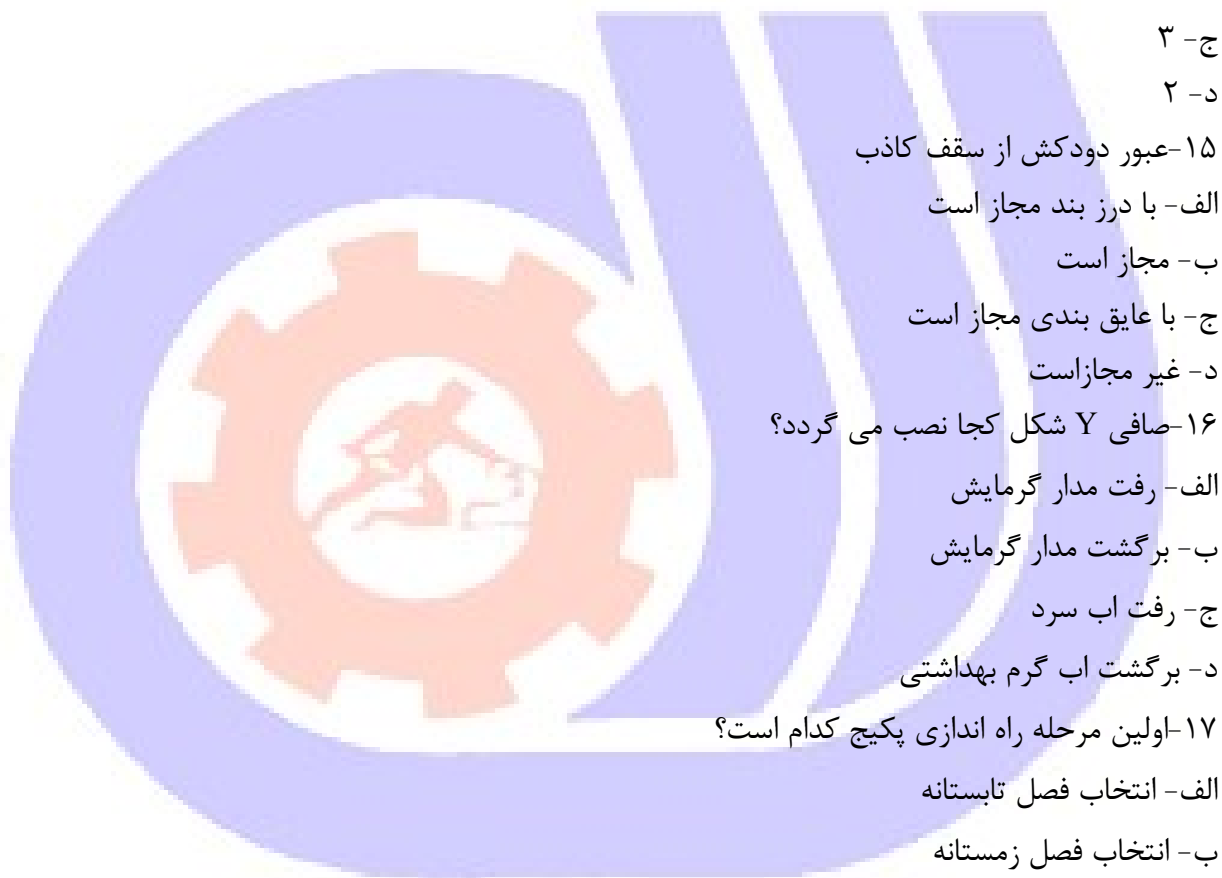 ج- ۳
د- ۲
۱۵-عبور دودکش از سقف کاذب
الف- با درز بند مجاز است
ب- مجاز است
ج- با عایق بندی مجاز است
د- غیر مجازاست
۱۶-صافی Y شکل کجا نصب می گردد؟
الف- رفت مدار گرمایش
ب- برگشت مدار گرمایش
ج- رفت اب سرد
د- برگشت اب گرم بهداشتی
۱۷-اولین مرحله راه اندازی پکیج کدام است؟
الف- انتخاب فصل تابستانه
ب- انتخاب فصل زمستانه